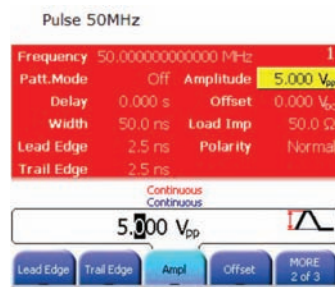 Pulse 50MHz
Frequency 50.000000000000 MHz 1
Patt.Mode Off Amplitude 5.000 Vpp
Delay 0.000 s Offset 0.000 Vdc
Width 50.0 ns Load Imp 50.0 Ω
Lead Edge 2.5 ns Polarity Normal
Trail Edge 2.5 ns
Continuous
Continuous
5.000 Vpp
Lead Edge Trail Edge Ampl Offset MORE
2 of 3